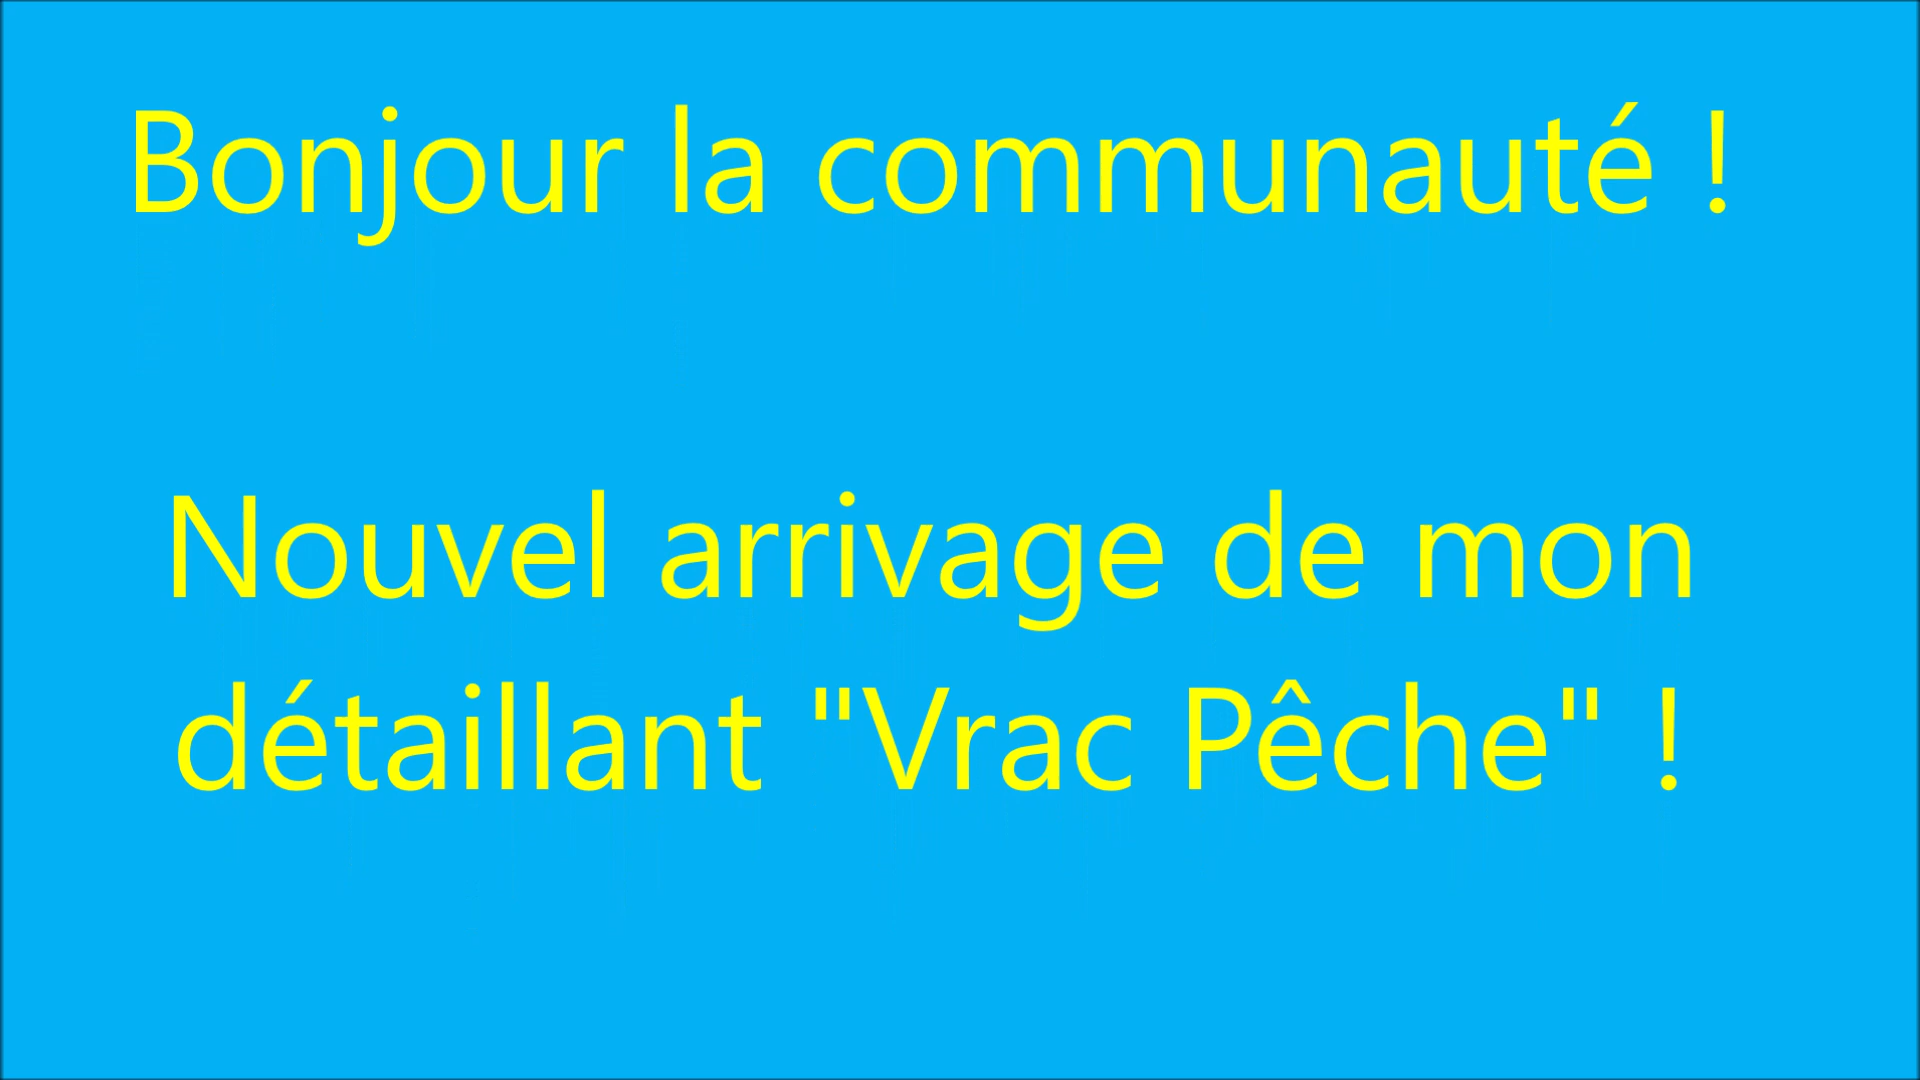 Bonjour la communauté !
Nouvel arrivage de mon
détaillant "Vrac Pêche" !